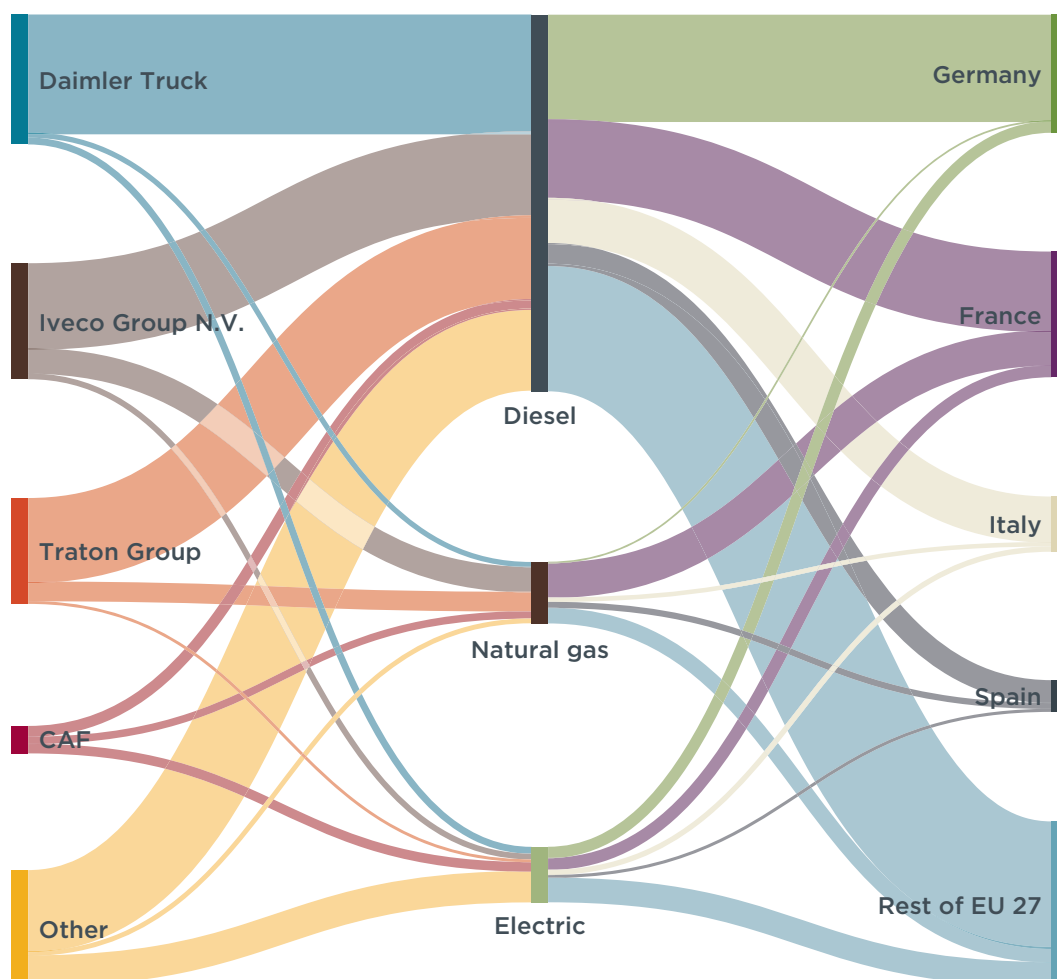 Daimler Truck
Iveco Group N.V.
Traton Group
CAF
Other
Diesel
Natural gas
Electric
Germany
France
Italy
Spain
Rest of EU 27